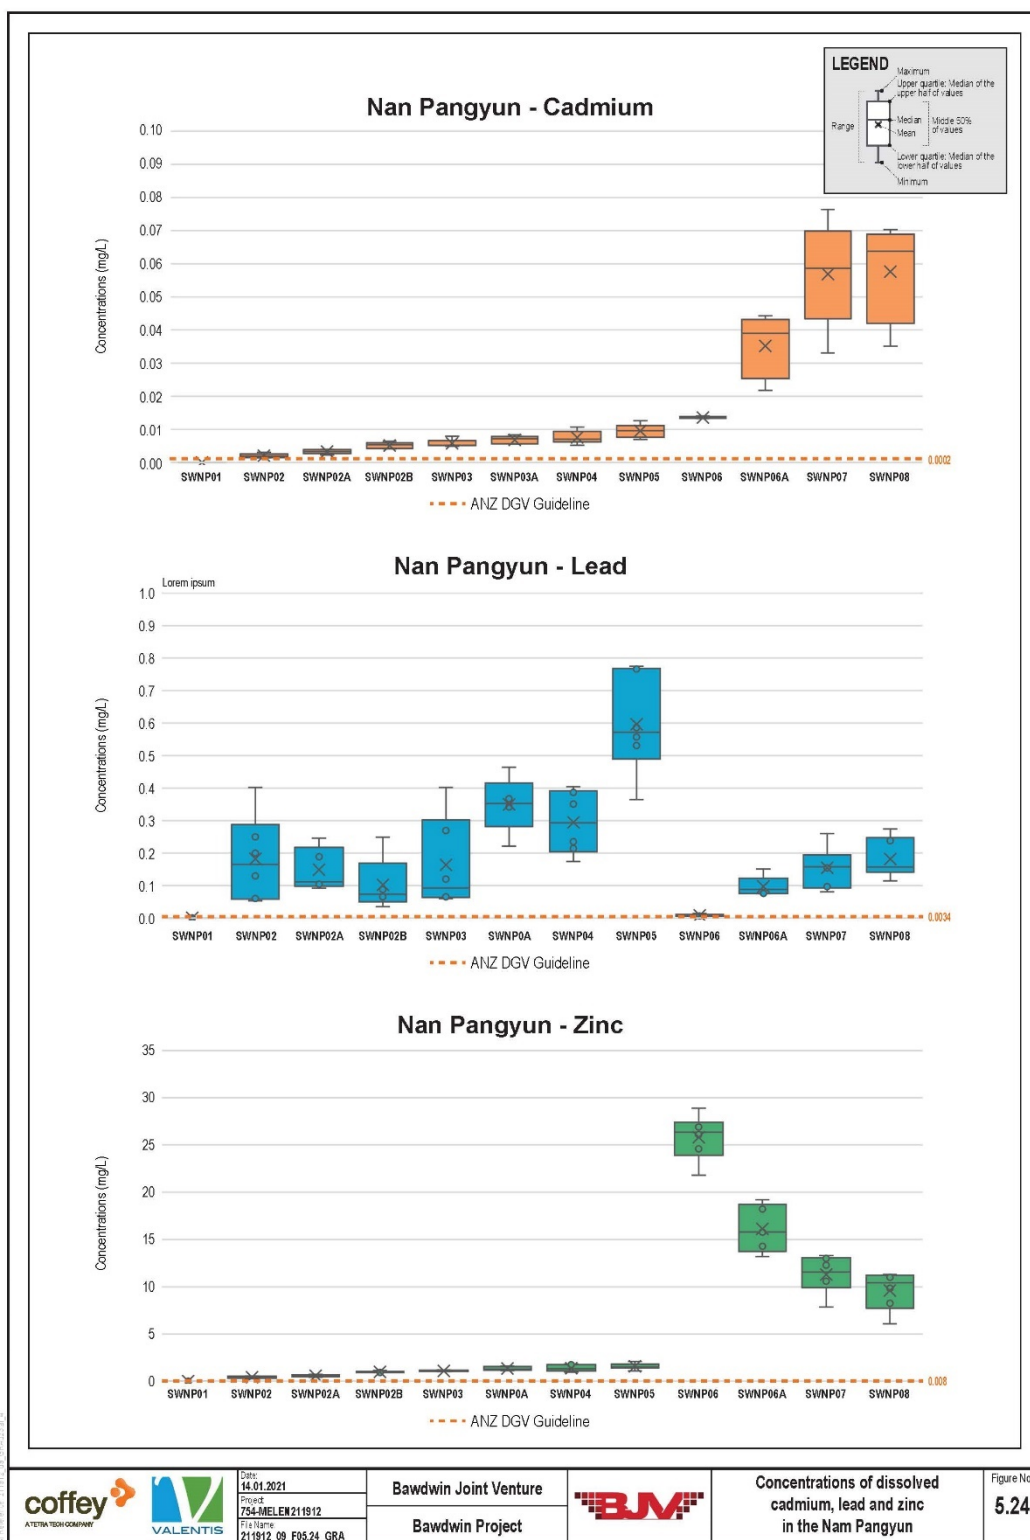 LEGEND
Maximum
Upper quartile: Median of the
upper half of values
Median
Mean
Middle 50%
of values
Range
Lower quartile: Median of the
lower half of values
Minimum
Nan Pangyun - Cadmium
Concentrations (mg/L)
0.10
0.09
0.08
0.07
0.06
0.05
0.04
0.03
0.02
0.01
0.00
0.0002
SWNP01 SWNP02 SWNP02A SWNP02B SWNP03 SWNP03A SWNP04 SWNP05 SWNP06 SWNP06A SWNP07 SWNP08
ANZ DGV Guideline
Nan Pangyun - Lead
Lorem ipsum
Concentrations (mg/L)
1.0
0.9
0.8
0.7
0.6
0.5
0.4
0.3
0.2
0.1
0.0
0.0034
SWNP01 SWNP02 SWNP02A SWNP02B SWNP03 SWNP0A SWNP04 SWNP05 SWNP06 SWNP06A SWNP07 SWNP08
ANZ DGV Guideline
Nan Pangyun - Zinc
Concentrations (mg/L)
35
30
25
20
15
10
5
0
0.008
SWNP01 SWNP02 SWNP02A SWNP02B SWNP03 SWNP0A SWNP04 SWNP05 SWNP06 SWNP06A SWNP07 SWNP08
ANZ DGV Guideline
coffey
A TETRA TECH COMPANY
VALENTIS
Date:
14.01.2021
Project:
754-MELEN211912
File Name:
211912_09_F05.24_GRA
Bawdwin Joint Venture
Bawdwin Project
BJV
Concentrations of dissolved
cadmium, lead and zinc
in the Nam Pangyun
Figure No
5.24